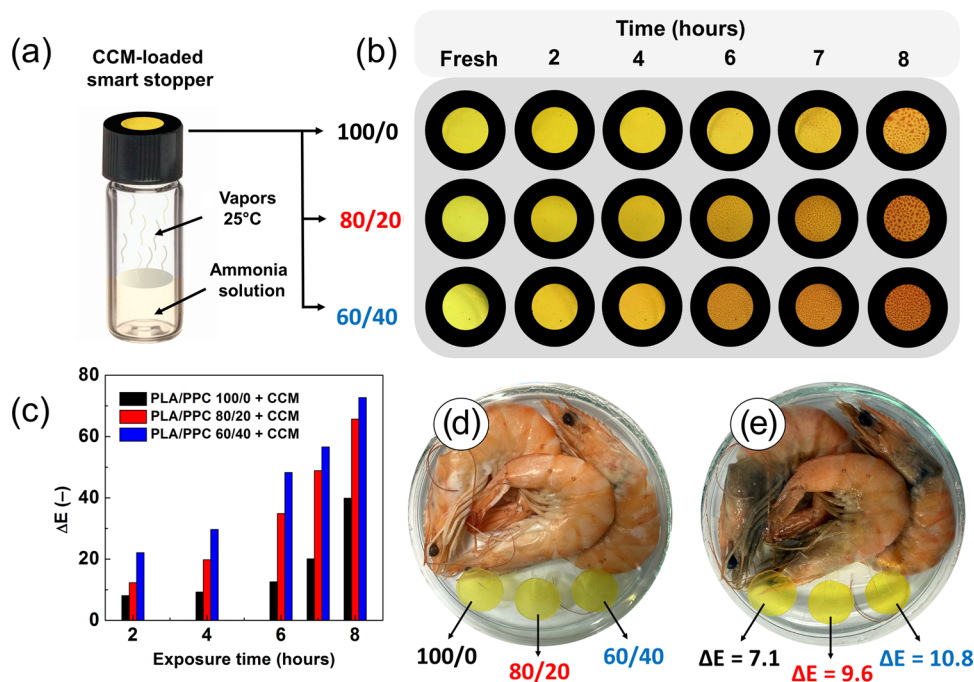 (a)
CCM-loaded
smart stopper
Vapors
25°C
Ammonia
solution
100/0
80/20
60/40
(b)
Time (hours)
Fresh 2 4 6 7 8
(c)
80
60
40
20
0
ΔE (–)
PLA/PPC 100/0 + CCM
PLA/PPC 80/20 + CCM
PLA/PPC 60/40 + CCM
2 4 6 8
Exposure time (hours)
(d)
100/0
80/20
60/40
(e)
ΔE = 7.1
ΔE = 9.6
ΔE = 10.8